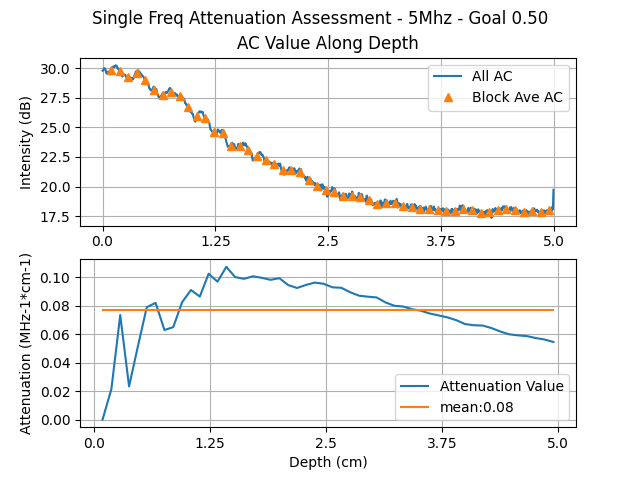 Single Freq Attenuation Assessment - 5Mhz - Goal 0.50
AC Value Along Depth
Intensity (dB)
30.0
27.5
25.0
22.5
20.0
17.5
All AC
Block Ave AC
0.0 1.25 2.5 3.75 5.0
Attenuation (MHz-1*cm-1)
0.10
0.08
0.06
0.04
0.02
0.00
Attenuation Value
mean:0.08
0.0 1.25 2.5 3.75 5.0
Depth (cm)